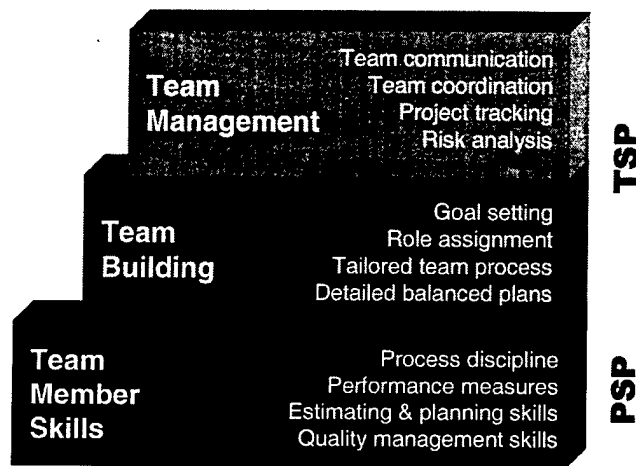 Team
Management
Team communication
Team coordination
Project tracking
Risk analysis
TSP
Team
Building
Goal setting
Role assignment
Tailored team process
Detailed balanced plans
Team
Member
Skills
Process discipline
Performance measures
Estimating & planning skills
Quality management skills
PSP